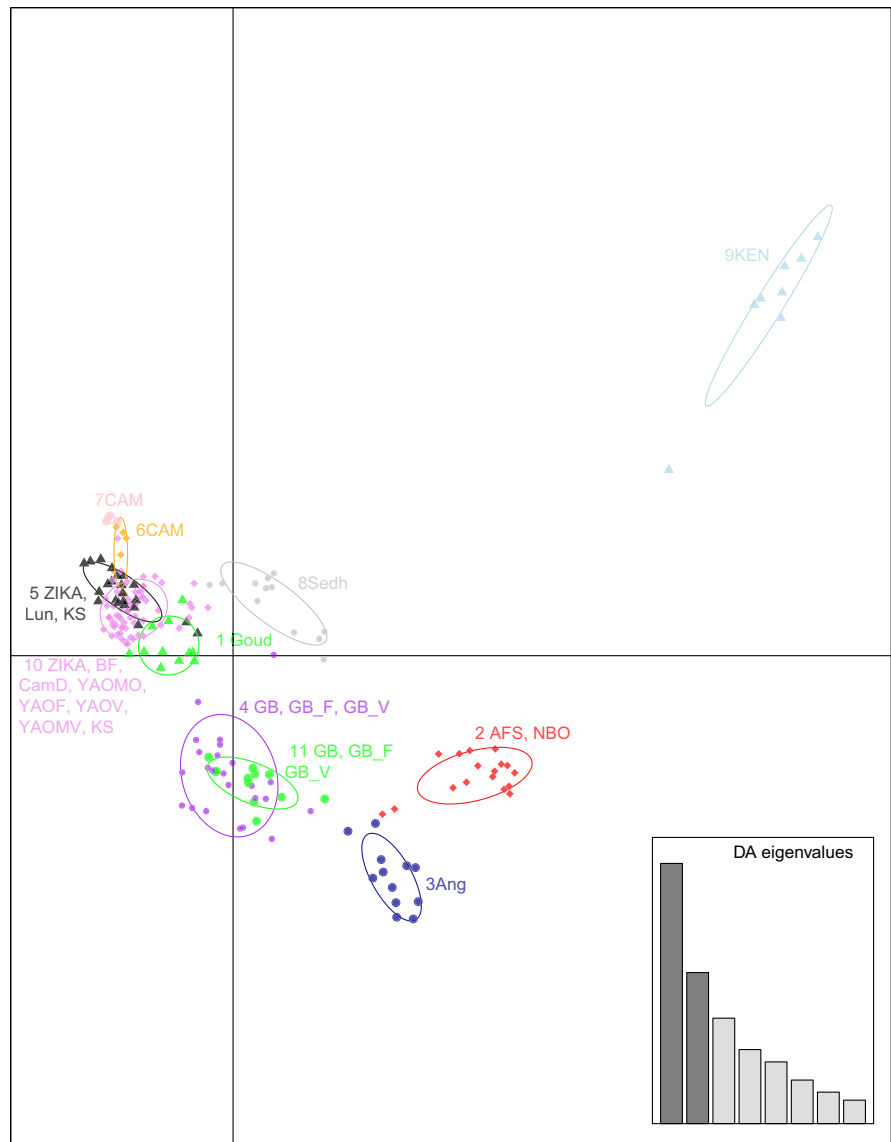 9KEN
7CAM
6CAM
8Sedh
5 ZIKA,
Lun, KS
1 Goud
10 ZIKA, BF,
CamD, YAOMO,
YAOF, YAOV,
YAOMV, KS
4 GB, GB_F, GB_V
11 GB, GB_F
GB_V
2 AFS, NBO
3Ang
DA eigenvalues